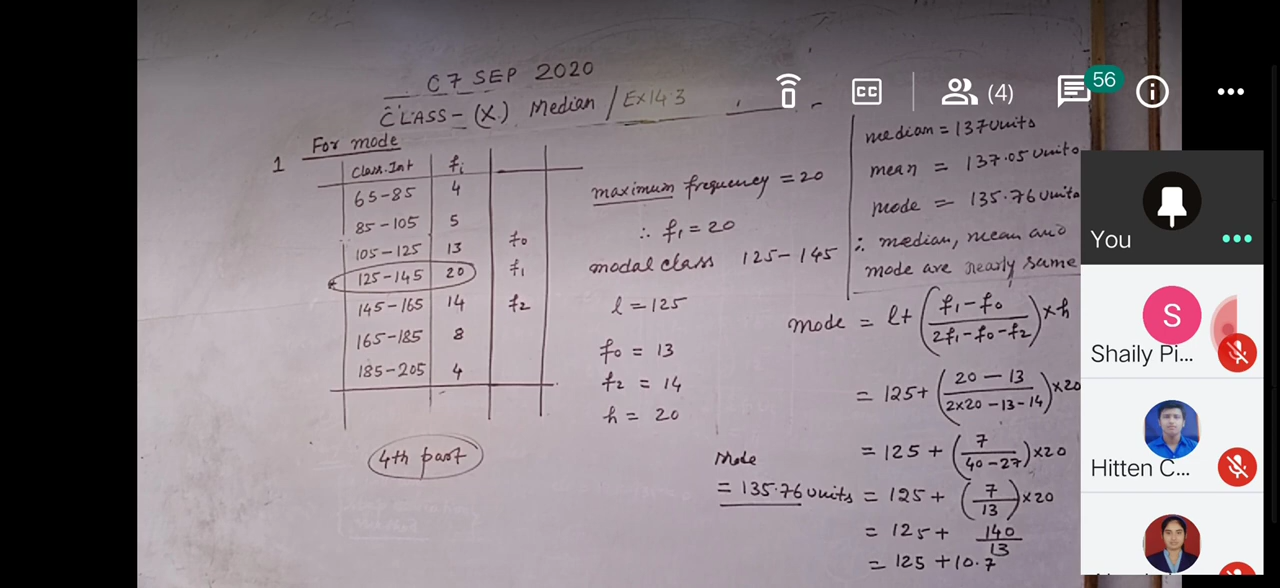 07 SEP 2020
CLASS-(X) Median / EX14.3
For mode
1
Class.Int fi
65-85 4
85-105 5
105-125 13 f0
125-145 20 f1
145-165 14 f2
165-185 8
185-205 4
4th part
maximum frequency = 20
∴ f1 = 20
modal class 125-145
l = 125
f0 = 13
f2 = 14
h = 20
median = 137 units
mean = 137.05 units
mode = 135.76 units
∴ median, mean and
mode are nearly same
mode = l+(f1-f0/2f1-f0-f2)×h
= 125+(20-13/2×20-13-14)×20
= 125+(7/40-27)×20
= 125+(7/13)×20
= 125+ 140/13
= 125+10.7
Mode
= 135.76 units
CC
(4)
56
You
S
Shaily Pi...
Hitten C...